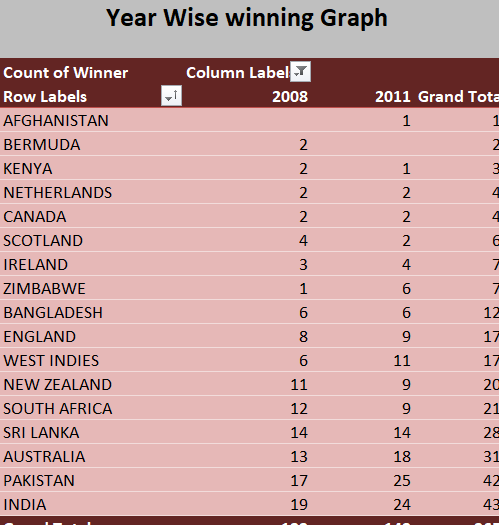 Year Wise winning Graph
Count of Winner Column Label
Row Labels 2008 2011 Grand Tota
AFGHANISTAN 1 1
BERMUDA 2 2
KENYA 2 1 3
NETHERLANDS 2 2 4
CANADA 2 2 4
SCOTLAND 4 2 6
IRELAND 3 4 7
ZIMBABWE 1 6 7
BANGLADESH 6 6 12
ENGLAND 8 9 17
WEST INDIES 6 11 17
NEW ZEALAND 11 9 20
SOUTH AFRICA 12 9 21
SRI LANKA 14 14 28
AUSTRALIA 13 18 31
PAKISTAN 17 25 42
INDIA 19 24 43